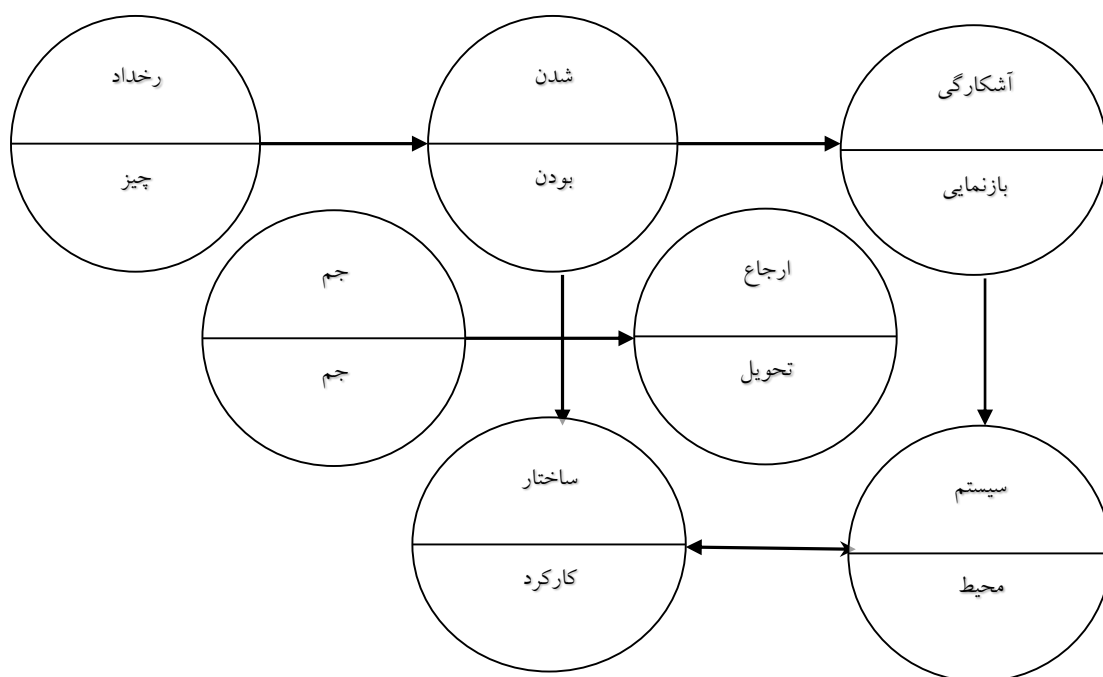 رخداد
چیز
شدن
بودن
آشکارگی
بازنمایی
جم
جم
ارجاع
تحویل
ساختار
کارکرد
سیستم
محیط